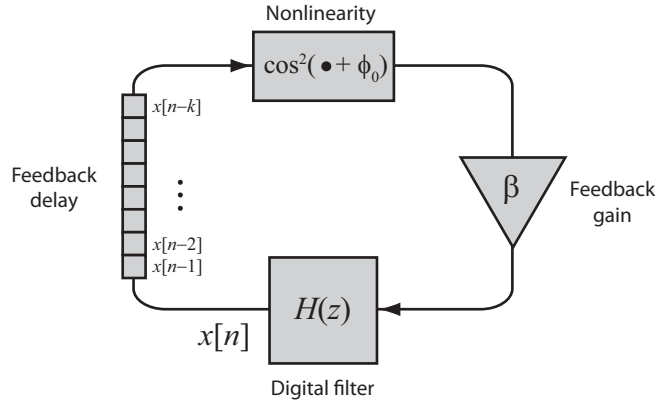 Nonlinearity
cos²( • + ϕ₀)
x[n−k]
Feedback
delay
⋮
x[n−2]
x[n−1]
β
Feedback
gain
H(z)
x[n]
Digital filter